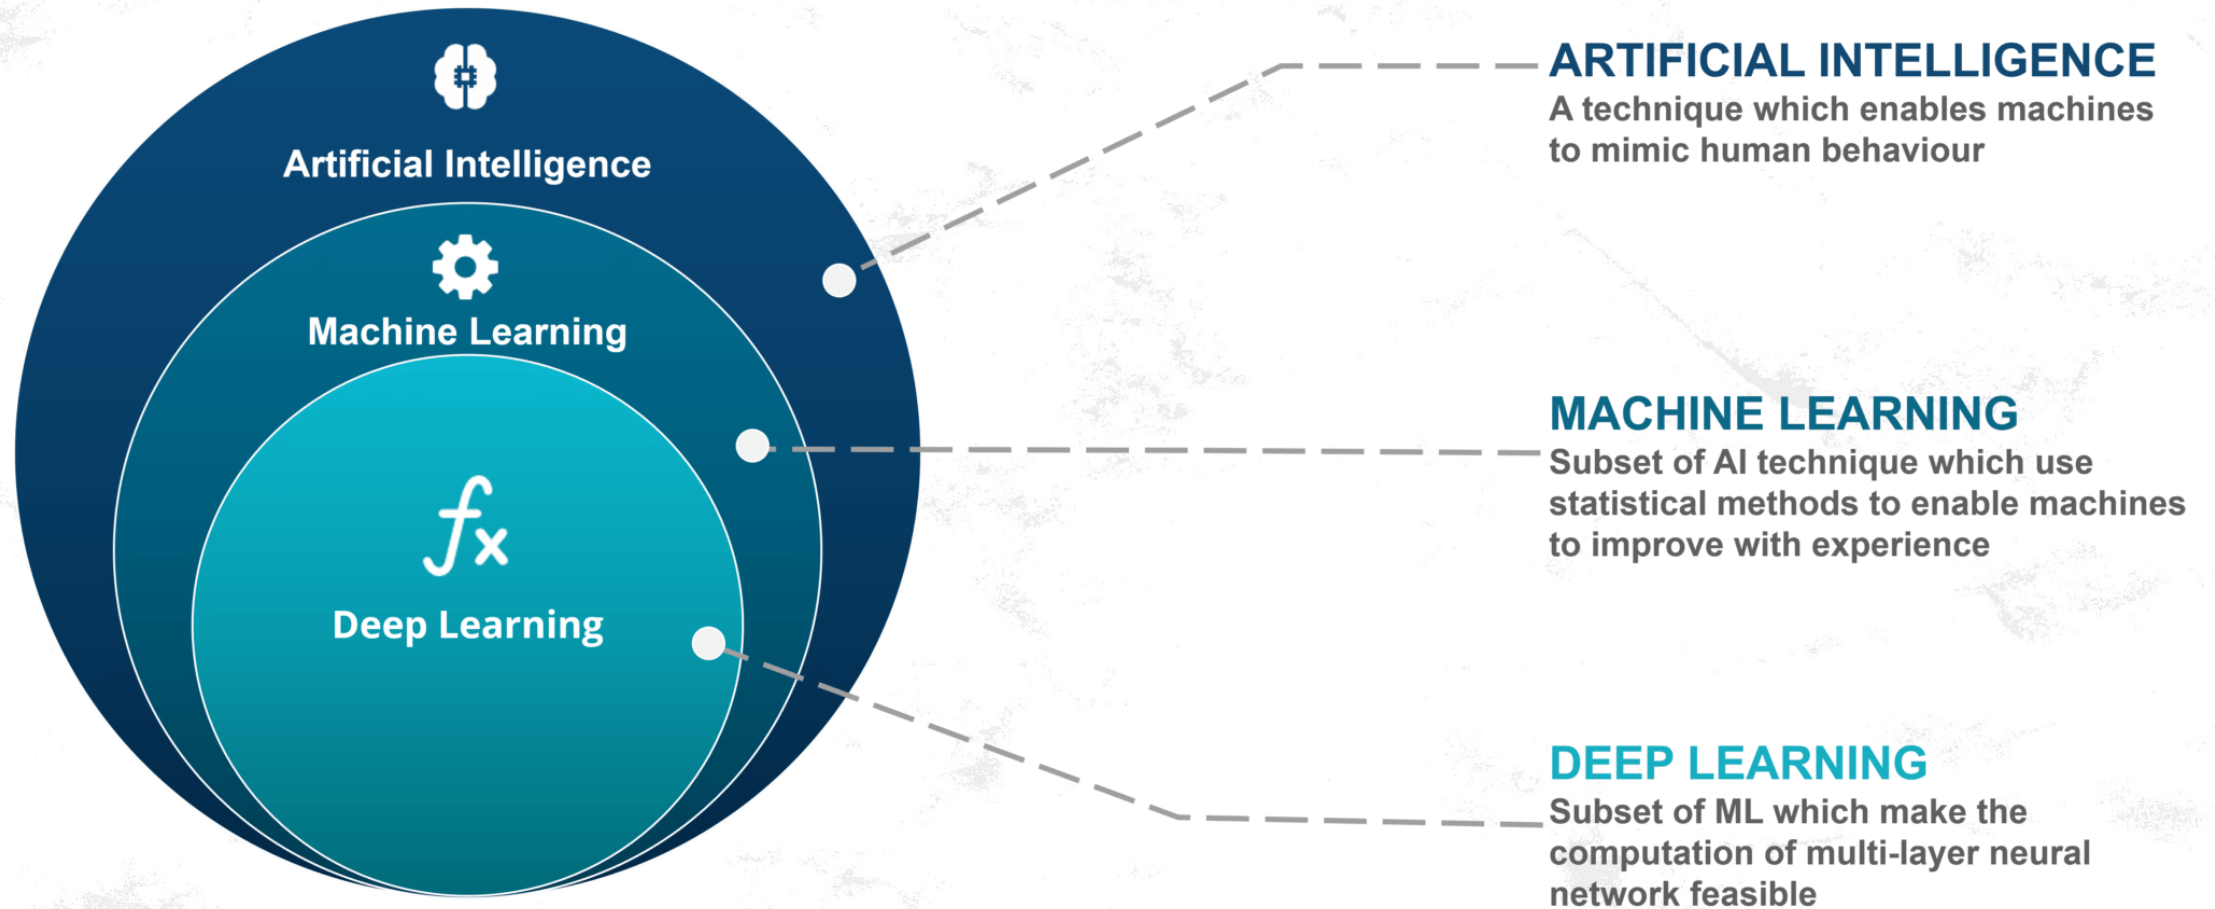 Artificial Intelligence
Machine Learning
fx
Deep Learning
ARTIFICIAL INTELLIGENCE
A technique which enables machines
to mimic human behaviour
MACHINE LEARNING
Subset of AI technique which use
statistical methods to enable machines
to improve with experience
DEEP LEARNING
Subset of ML which make the
computation of multi-layer neural
network feasible